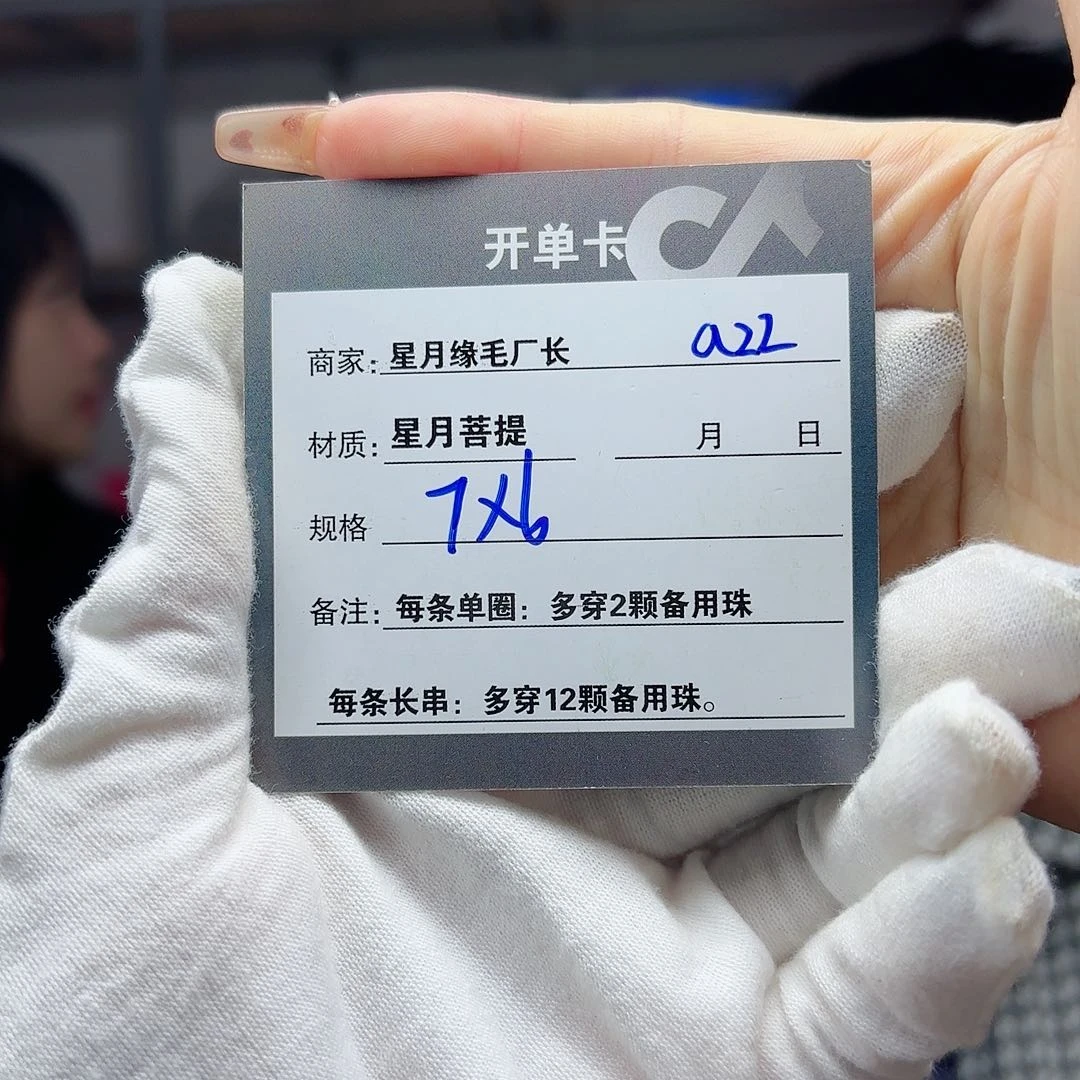 开单卡
商家: 星月缘毛厂长 a22
材质: 星月菩提 月 日
规格 7×6
备注: 每条单圈：多穿2颗备用珠
每条长串：多穿12颗备用珠。